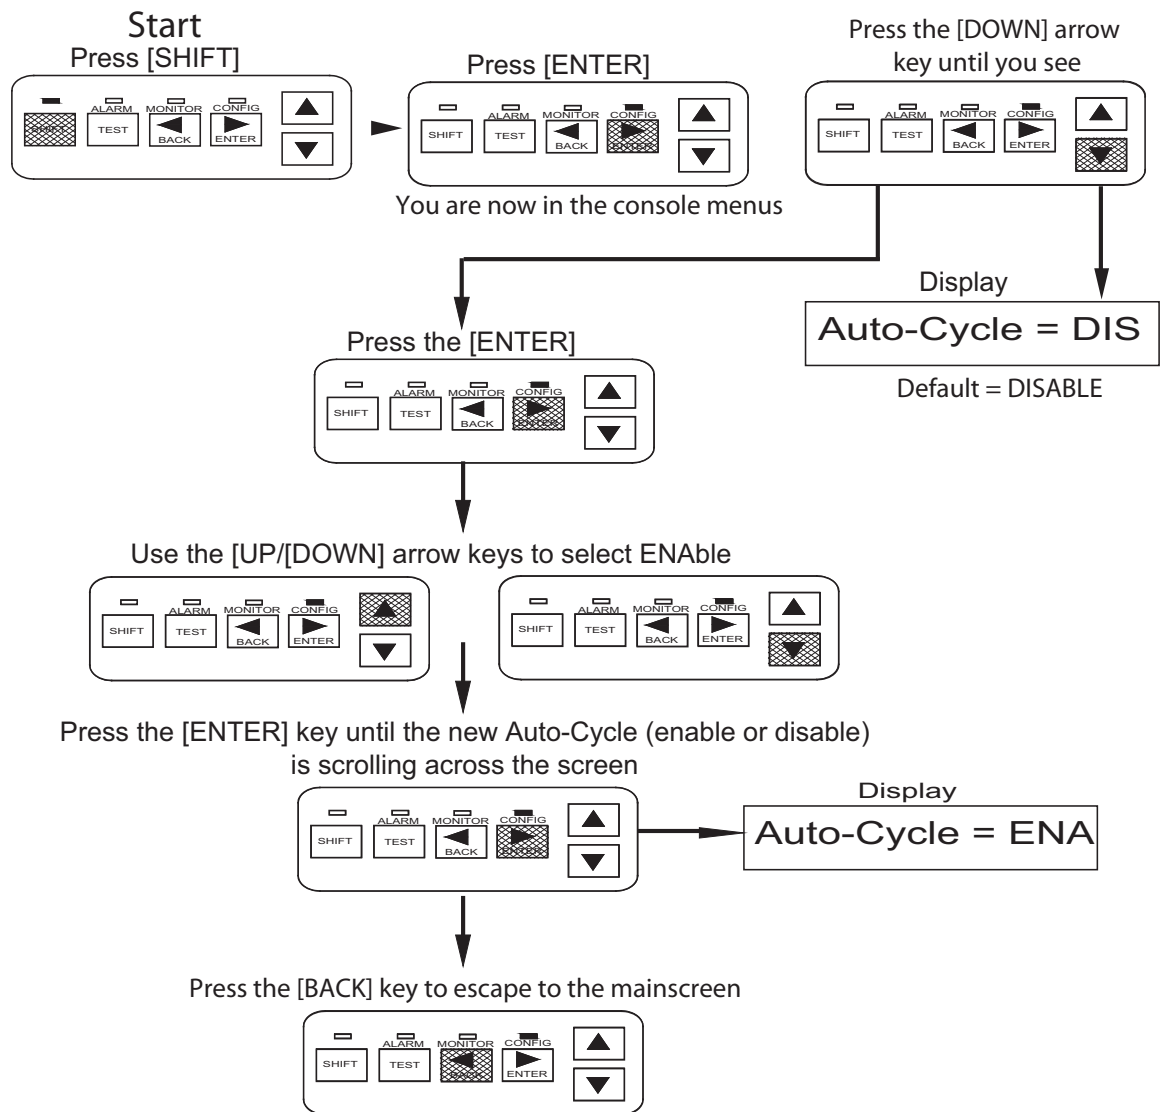 Start
Press [SHIFT]
ALARM MONITOR CONFIG
SHIFT TEST BACK ENTER
Press [ENTER]
ALARM MONITOR CONFIG
SHIFT TEST BACK ENTER
You are now in the console menus
Press the [DOWN] arrow
key until you see
ALARM MONITOR CONFIG
SHIFT TEST BACK ENTER
Display
Auto-Cycle = DIS
Default = DISABLE
Press the [ENTER]
ALARM MONITOR CONFIG
SHIFT TEST BACK ENTER
Use the [UP/[DOWN] arrow keys to select ENAble
ALARM MONITOR CONFIG
SHIFT TEST BACK ENTER
ALARM MONITOR CONFIG
SHIFT TEST BACK ENTER
Press the [ENTER] key until the new Auto-Cycle (enable or disable)
is scrolling across the screen
ALARM MONITOR CONFIG
SHIFT TEST BACK ENTER
Display
Auto-Cycle = ENA
Press the [BACK] key to escape to the mainscreen
ALARM MONITOR CONFIG
SHIFT TEST BACK ENTER